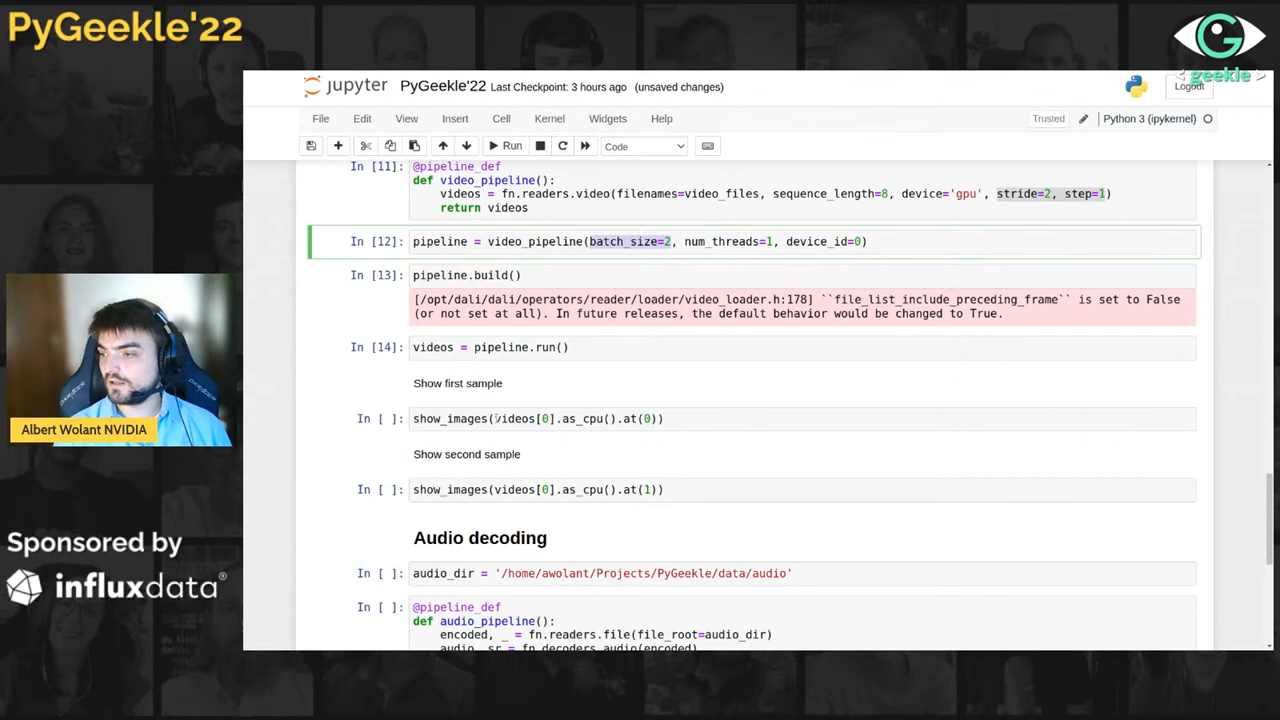 PyGeekle'22
geekle >
jupyter PyGeekle'22 Last Checkpoint: 3 hours ago (unsaved changes)
Logout
File Edit View Insert Cell Kernel Widgets Help Trusted Python 3 (ipykernel)
Run Code
In [11]: @pipeline_def
def video_pipeline():
videos = fn.readers.video(filenames=video_files, sequence_length=8, device='gpu', stride=2, step=1)
return videos
In [12]: pipeline = video_pipeline(batch_size=2, num_threads=1, device_id=0)
In [13]: pipeline.build()
[/opt/dali/dali/operators/reader/loader/video_loader.h:178] ``file_list_include_preceding_frame`` is set to False
(or not set at all). In future releases, the default behavior would be changed to True.
In [14]: videos = pipeline.run()
Show first sample
In [ ]: show_images(videos[0].as_cpu().at(0))
Show second sample
In [ ]: show_images(videos[0].as_cpu().at(1))
Audio decoding
In [ ]: audio_dir = '/home/awolant/Projects/PyGeekle/data/audio'
In [ ]: @pipeline_def
def audio_pipeline():
encoded, _ = fn.readers.file(file_root=audio_dir)
audio, sr = fn.decoders.audio(encoded)
Albert Wolant NVIDIA
Sponsored by
influxdata®